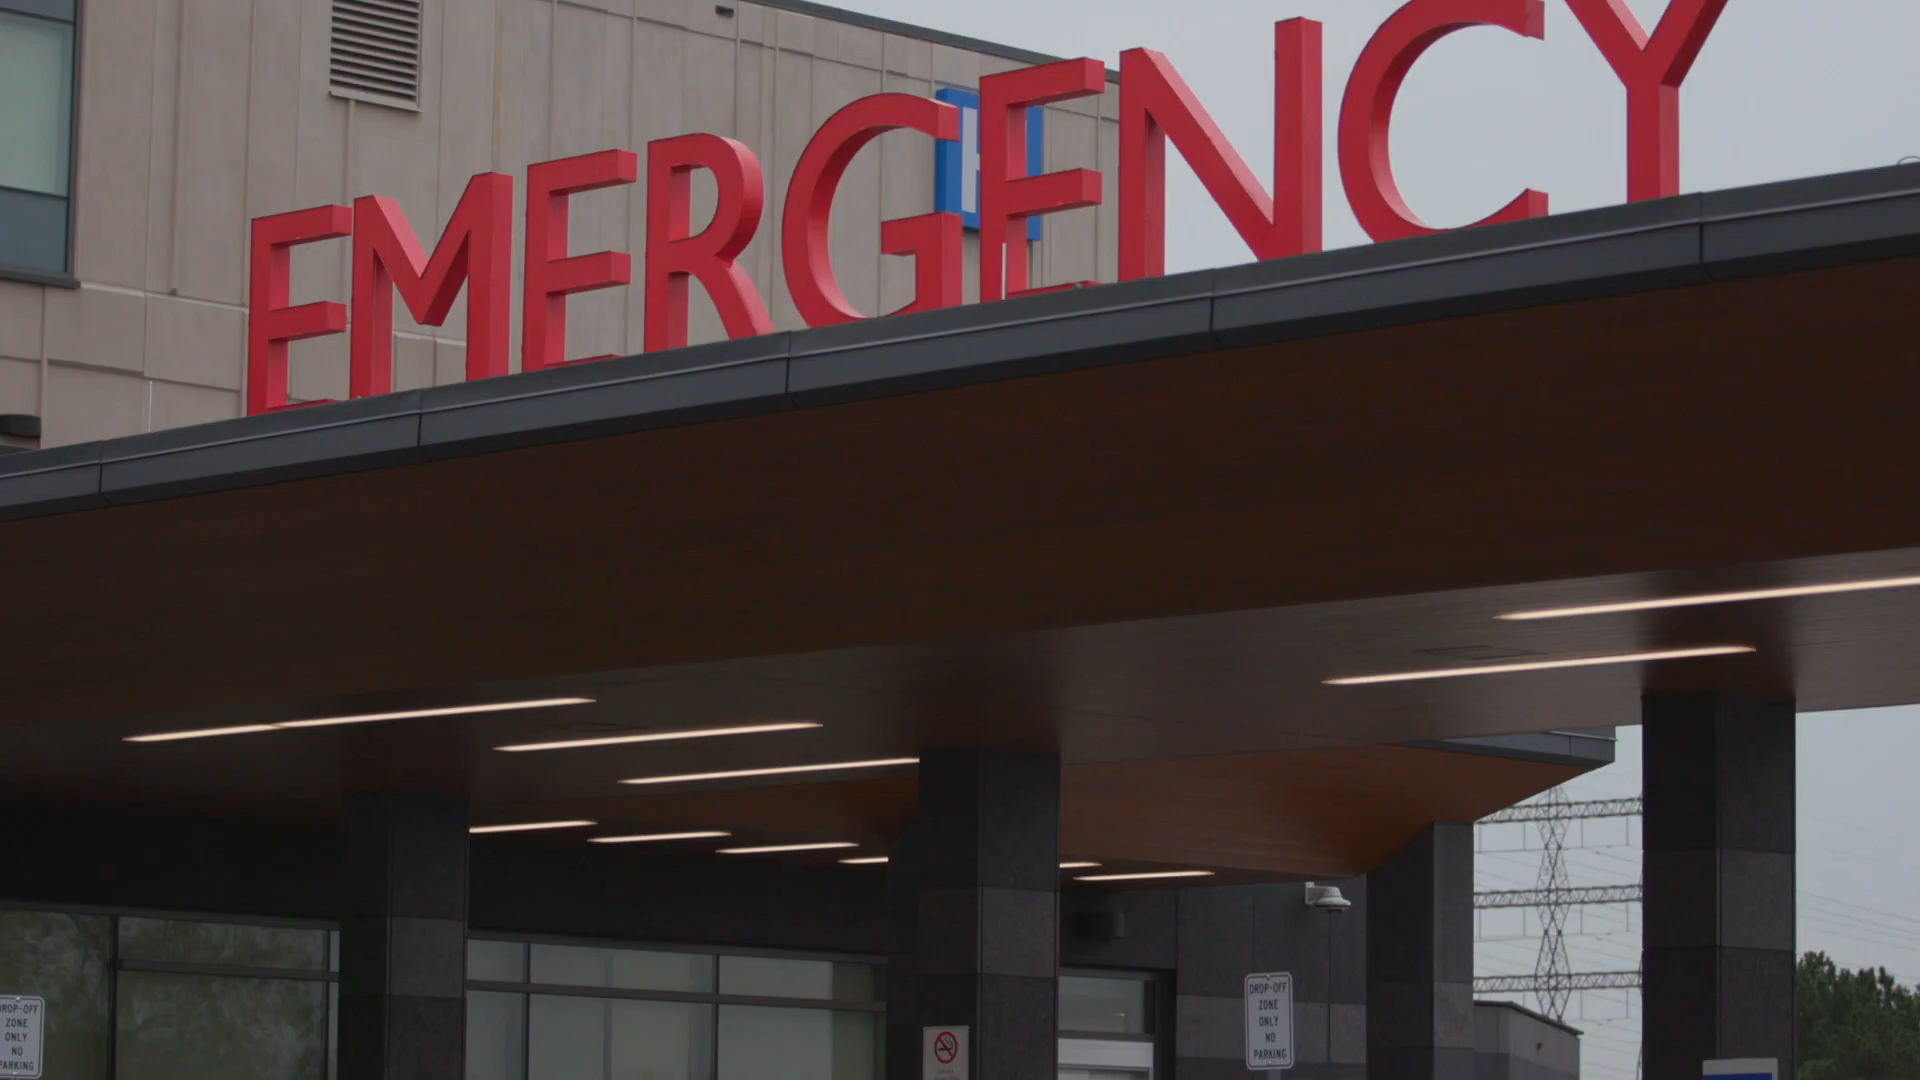 EMERGENCY
H
DROP-OFF
ZONE
ONLY
NO
PARKING
DROP-OFF
ZONE
ONLY
NO
PARKING